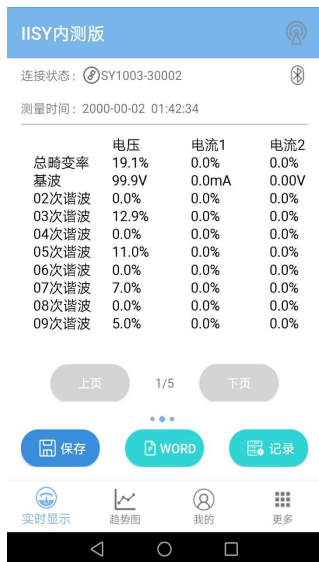 IISY内测版
连接状态： SY1003-30002
测量时间：2000-00-02 01:42:34
电压 电流1 电流2
总畸变率 19.1% 0.0% 0.0%
基波 99.9V 0.0mA 0.00V
02次谐波 0.0% 0.0% 0.0%
03次谐波 12.9% 0.0% 0.0%
04次谐波 0.0% 0.0% 0.0%
05次谐波 11.0% 0.0% 0.0%
06次谐波 0.0% 0.0% 0.0%
07次谐波 7.0% 0.0% 0.0%
08次谐波 0.0% 0.0% 0.0%
09次谐波 5.0% 0.0% 0.0%
上页 1/5 下页
保存 WORD 记录
实时显示 趋势图 我的 更多